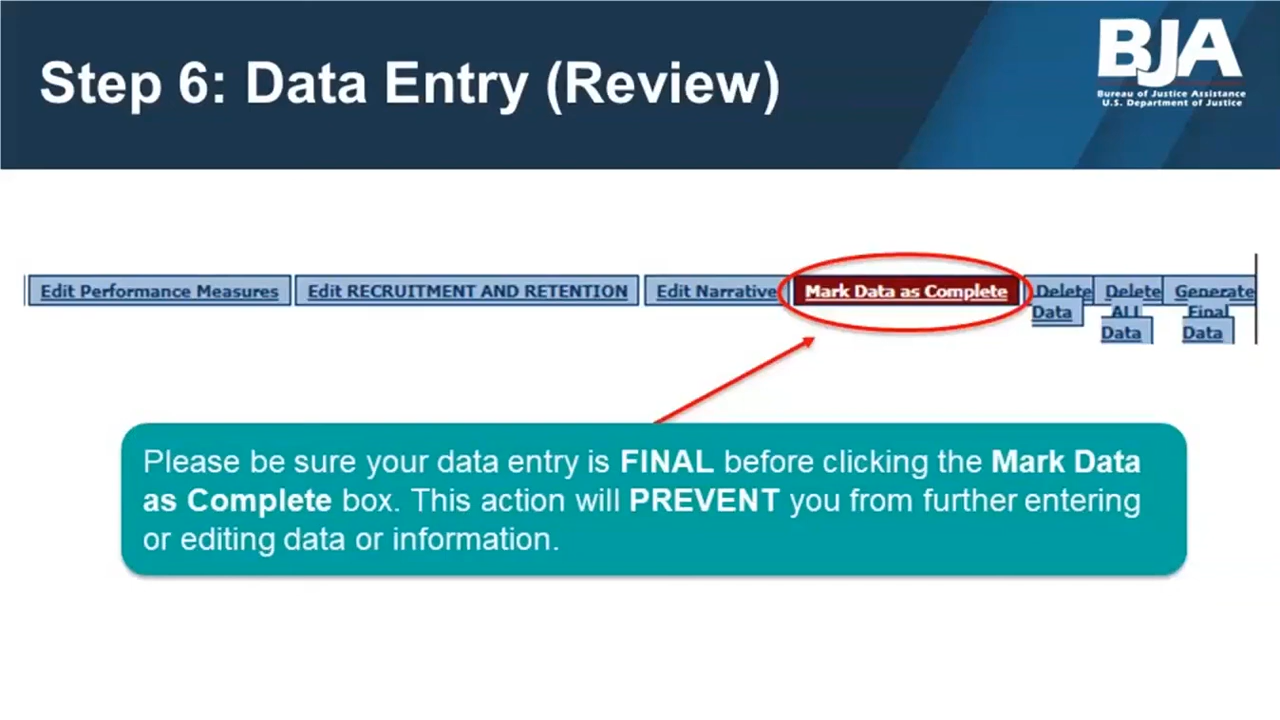 Step 6: Data Entry (Review)
BJA
Bureau of Justice Assistance
U.S. Department of Justice
Edit Performance Measures
Edit RECRUITMENT AND RETENTION
Edit Narrative
Mark Data as Complete
Delete
Data
Delete
ALL
Data
Generate
Final
Data
Please be sure your data entry is FINAL before clicking the Mark Data
as Complete box. This action will PREVENT you from further entering
or editing data or information.